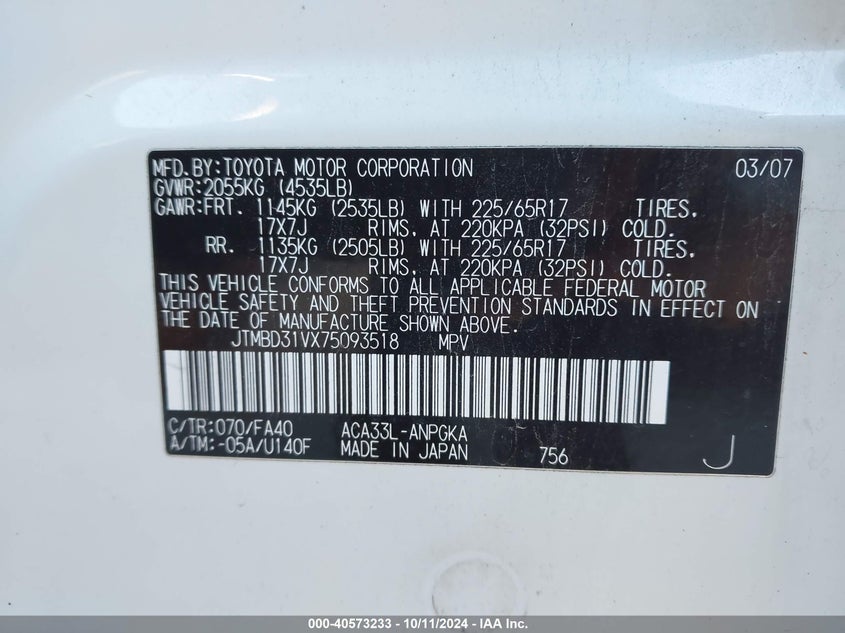 MFD. BY: TOYOTA MOTOR CORPORATION 03/07
GVWR: 2055KG (4535LB)
GAWR: FRT. 1145KG (2535LB) WITH 225/65R17 TIRES,
17X7J RIMS, AT 220KPA (32PSI) COLD.
RR. 1135KG (2505LB) WITH 225/65R17 TIRES,
17X7J RIMS, AT 220KPA (32PSI) COLD.
THIS VEHICLE CONFORMS TO ALL APPLICABLE FEDERAL MOTOR
VEHICLE SAFETY AND THEFT PREVENTION STANDARDS IN EFFECT ON
THE DATE OF MANUFACTURE SHOWN ABOVE.
JTMBD31VX75093518 MPV
C/TR: 070/FA40 ACA33L-ANPGKA
A/TM: -05A/U140F MADE IN JAPAN 756 J
000-40573233 - 10/11/2024 - IAA Inc.